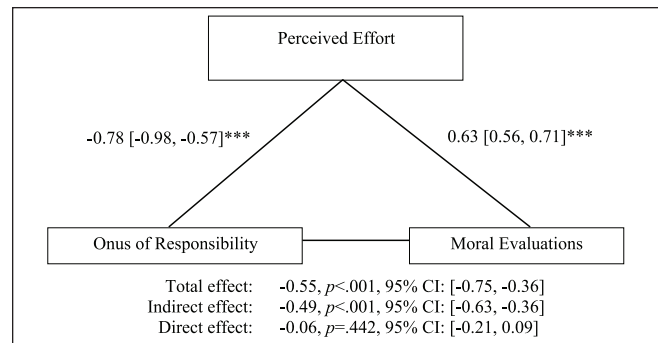 Perceived Effort
-0.78 [-0.98, -0.57]***
0.63 [0.56, 0.71]***
Onus of Responsibility
Moral Evaluations
Total effect: -0.55, p<.001, 95% CI: [-0.75, -0.36]
Indirect effect: -0.49, p<.001, 95% CI: [-0.63, -0.36]
Direct effect: -0.06, p=.442, 95% CI: [-0.21, 0.09]